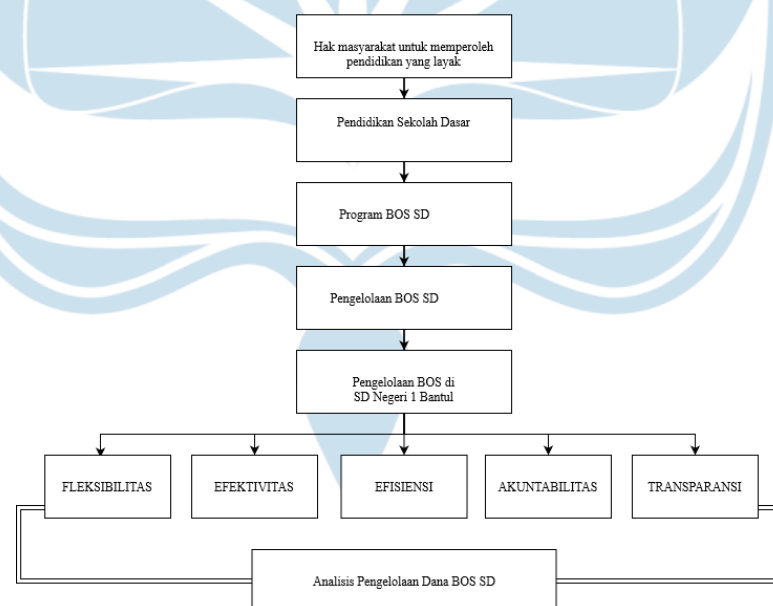 Hak masyarakat untuk memperoleh
pendidikan yang layak
Pendidikan Sekolah Dasar
Program BOS SD
Pengelolaan BOS SD
Pengelolaan BOS di
SD Negeri 1 Bantul
FLEKSIBILITAS
EFEKTIVITAS
EFISIENSI
AKUNTABILITAS
TRANSPARANSI
Analisis Pengelolaan Dana BOS SD